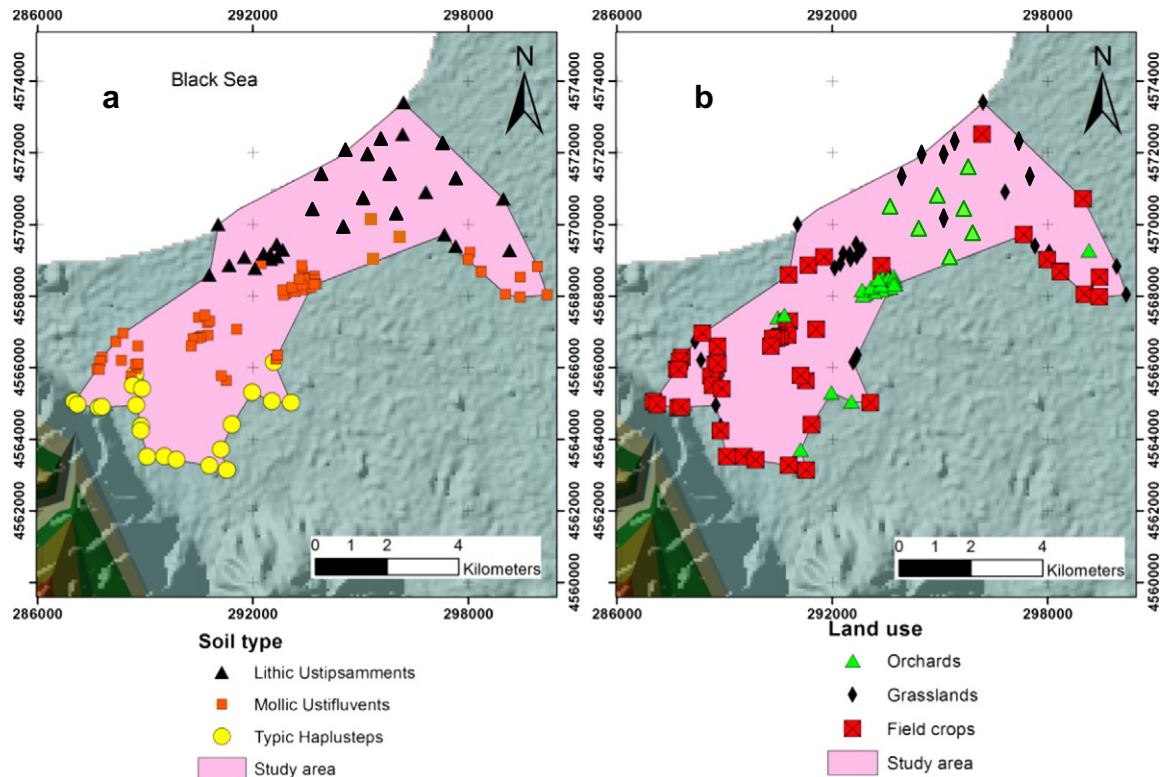 286000 292000 298000
286000 292000 298000
a
Black Sea
N
b
N
4574000
4572000
4570000
4568000
4566000
4564000
4562000
4560000
4574000
4572000
4570000
4568000
4566000
4564000
4562000
4560000
0 2 4
Kilometers
0 1 2 4
Kilometers
286000 292000 298000
286000 292000 298000
Soil type
Lithic Ustipsamments
Mollic Ustifluvents
Typic Haplusteps
Study area
Land use
Orchards
Grasslands
Field crops
Study area